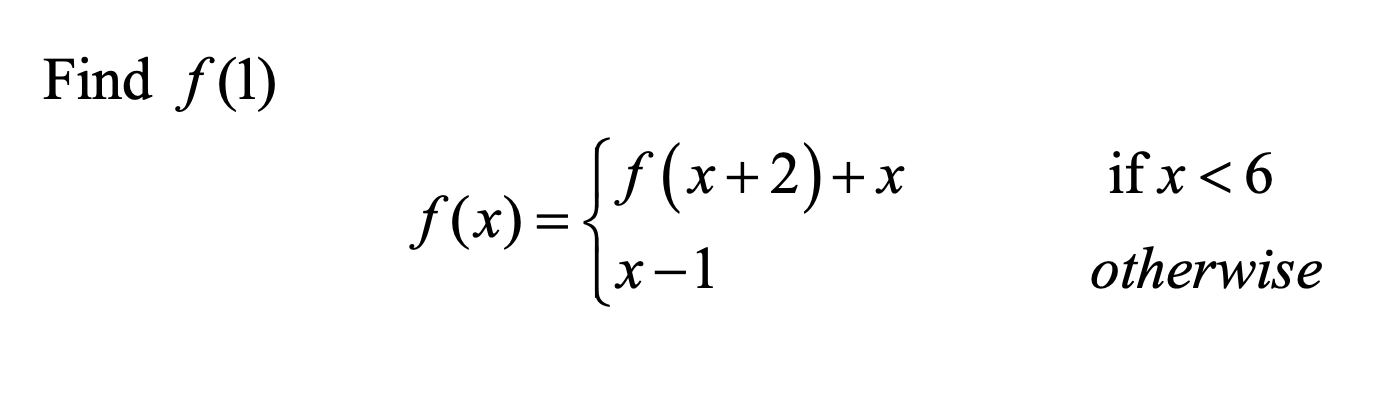 Find f(1)
f(x) = { f(x+2)+x if x < 6
x−1 otherwise